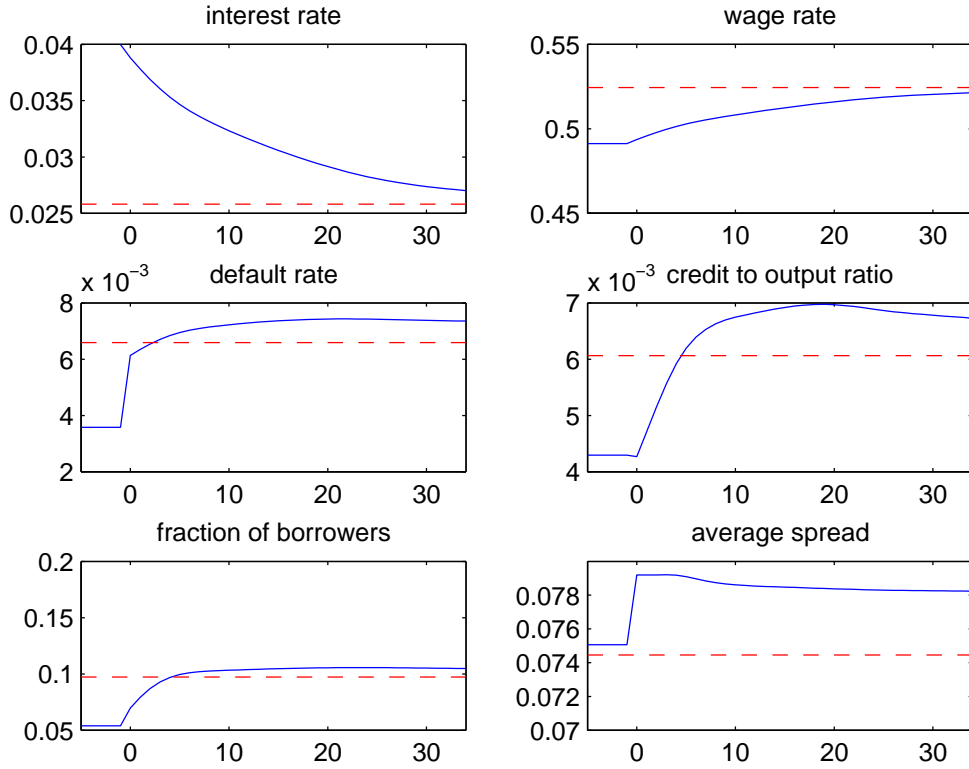 interest rate
0.04
0.035
0.03
0.025
0 10 20 30
wage rate
0.55
0.5
0.45
0 10 20 30
default rate
x 10⁻³
8
6
4
2
0 10 20 30
credit to output ratio
x 10⁻³
7
6
5
4
0 10 20 30
fraction of borrowers
0.2
0.15
0.1
0.05
0 10 20 30
average spread
0.078
0.076
0.074
0.072
0.07
0 10 20 30